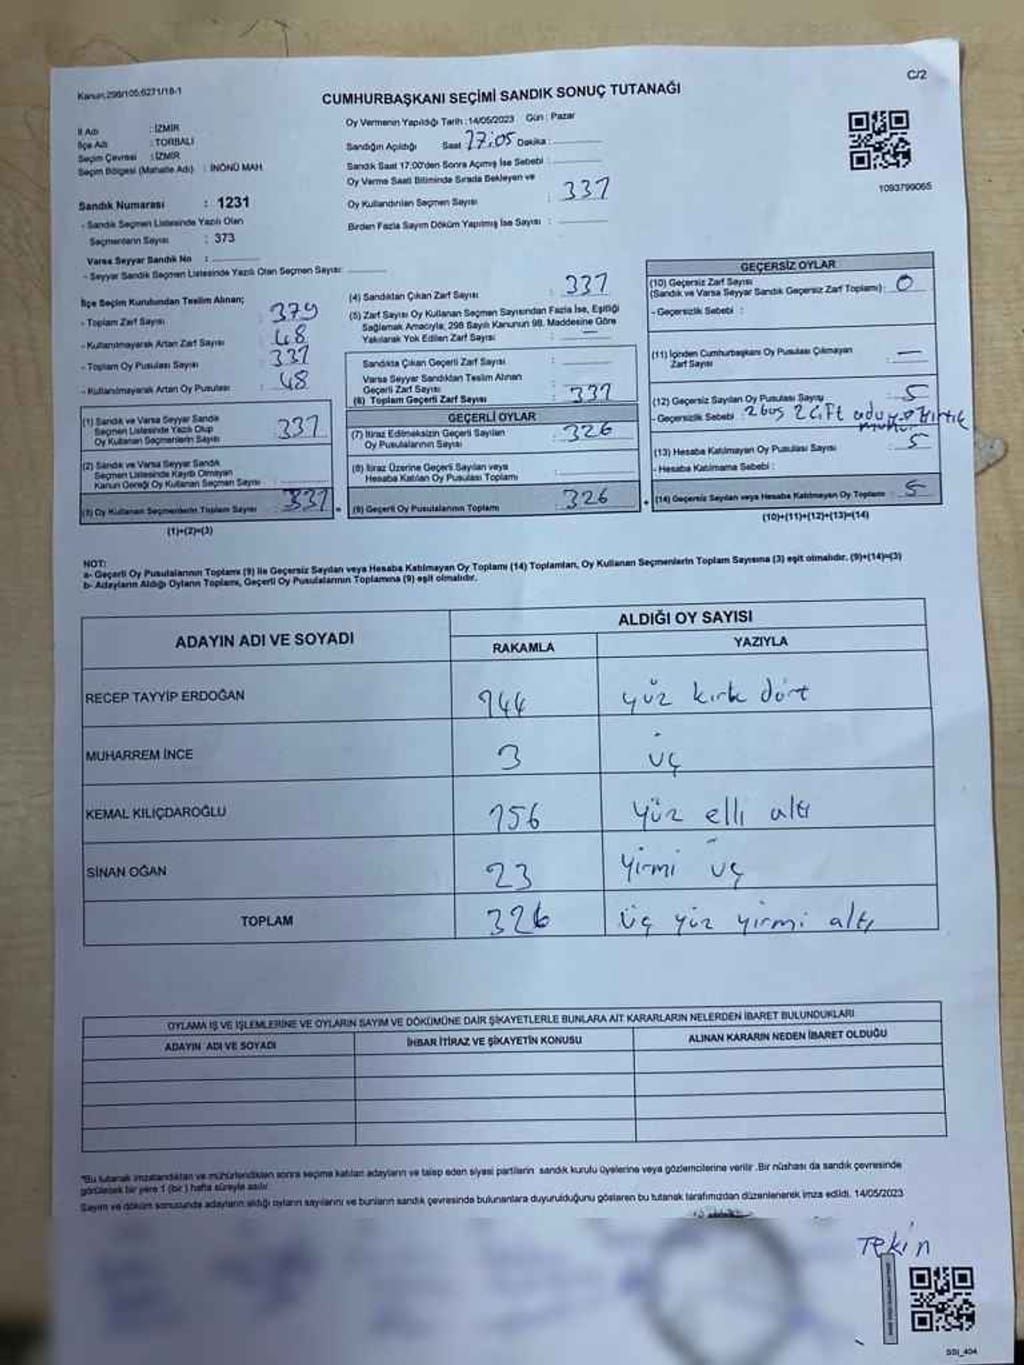 Kanun:298/105;6271/18-1
C/2
CUMHURBAŞKANI SEÇİMİ SANDIK SONUÇ TUTANAĞI
İl Adı : İZMİR
İlçe Adı : TORBALI
Seçim Çevresi : İZMİR
Seçim Bölgesi (Mahalle Adı) : İNÖNÜ MAH
Sandık Numarası : 1231
- Sandık Seçmen Listesinde Yazılı Olan
Seçmenlerin Sayısı : 373
Varsa Seyyar Sandık No :
- Seyyar Sandık Seçmen Listesinde Yazılı Olan Seçmen Sayısı:
Oy Vermenin Yapıldığı Tarih :14/05/2023 Gün : Pazar
Sandığın Açıldığı Saat 17:05 Dakika :
Sandık Saat 17:00'den Sonra Açımış İse Sebebi :
Oy Verme Saati Bitiminde Sırada Bekleyen ve
Oy Kullandırılan Seçmen Sayısı : 337
Birden Fazla Sayım Döküm Yapılmış İse Sayısı :
1093799065
İlçe Seçim Kurulundan Teslim Alınan;
- Toplam Zarf Sayısı : 379
- Kullanılmayarak Artan Zarf Sayısı : 48
- Toplam Oy Pusulası Sayısı : 337
- Kullanılmayarak Artan Oy Pusulası : 48
(1) Sandık ve Varsa Seyyar Sandık
Seçmen Listesinde Yazılı Olup
Oy Kullanan Seçmenlerin Sayısı : 337
(2) Sandık ve Varsa Seyyar Sandık
Seçmen Listesinde Kayıtlı Olmayan
Kanun Gereği Oy Kullanan Seçmen Sayısı :
(3) Oy Kullanan Seçmenlerin Toplam Sayısı : 337
(1)+(2)=(3)
(4) Sandıktan Çıkan Zarf Sayısı : 337
(5) Zarf Sayısı Oy Kullanan Seçmen Sayısından Fazla İse, Eşitliği
Sağlamak Amacıyla, 298 Sayılı Kanunun 98. Maddesine Göre
Yakılarak Yok Edilen Zarf Sayısı :
Sandıkta Çıkan Geçerli Zarf Sayısı :
Varsa Seyyar Sandıktan Teslim Alınan
Geçerli Zarf Sayısı :
(6) Toplam Geçerli Zarf Sayısı : 337
GEÇERLİ OYLAR
(7) İtiraz Edilmeksizin Geçerli Sayılan
Oy Pusulalarının Sayısı : 326
(8) İtiraz Üzerine Geçerli Sayılan veya
Hesaba Katılan Oy Pusulası Toplamı :
(9) Geçerli Oy Pusulalarının Toplamı : 326
GEÇERSİZ OYLAR
(10) Geçersiz Zarf Sayısı
(Sandık ve Varsa Seyyar Sandık Geçersiz Zarf Toplamı) : 0
- Geçersizlik Sebebi :
(11) İçinden Cumhurbaşkanı Oy Pusulası Çıkmayan
Zarf Sayısı : —
(12) Geçersiz Sayılan Oy Pusulası Sayısı : 5
- Geçersizlik Sebebi : 2 boş 2 çift
(13) Hesaba Katılmayan Oy Pusulası Sayısı : 5
- Hesaba Katılmama Sebebi :
(14) Geçersiz Sayılan veya Hesaba Katılmayan Oy Toplamı : 5
(10)+(11)+(12)+(13)=(14)
NOT:
a- Geçerli Oy Pusulalarının Toplamı (9) ile Geçersiz Sayılan veya Hesaba Katılmayan Oy Toplamı (14) Toplamları, Oy Kullanan Seçmenlerin Toplam Sayısına (3) eşit olmalıdır. (9)+(14)=(3)
b- Adayların Aldığı Oyların Toplamı, Geçerli Oy Pusulalarının Toplamına (9) eşit olmalıdır.
ADAYIN ADI VE SOYADI
ALDIĞI OY SAYISI
RAKAMLA YAZIYLA
RECEP TAYYİP ERDOĞAN 144 yüz kırk dört
MUHARREM İNCE 3 üç
KEMAL KILIÇDAROĞLU 156 yüz elli altı
SİNAN OĞAN 23 yirmi üç
TOPLAM 326 üç yüz yirmi altı
OYLAMA İŞ VE İŞLEMLERİNE VE OYLARIN SAYIM VE DÖKÜMÜNE DAİR ŞİKAYETLERLE BUNLARA AİT KARARLARIN NELERDEN İBARET BULUNDUKLARI
ADAYIN ADI VE SOYADI İHBAR İTİRAZ VE ŞİKAYETİN KONUSU ALINAN KARARIN NEDEN İBARET OLDUĞU
"Bu tutanak imzalandıktan ve mühürlendikten sonra seçime katılan adayların ve talep eden siyasi partilerin sandık kurulu üyelerine veya gözlemcilerine verilir .Bir nüshası da sandık çevresinde
görülebilecek bir yere 1 (bir ) hafta süreyle asılır.
Sayım ve döküm sonusunda adayların aldığı oyların sayılarını ve bunların sandık çevresinde bulunanlara duyurulduğunu gösteren bu tutanak tarafımızdan düzenlenerek imza edildi. 14/05/2023
Tekin